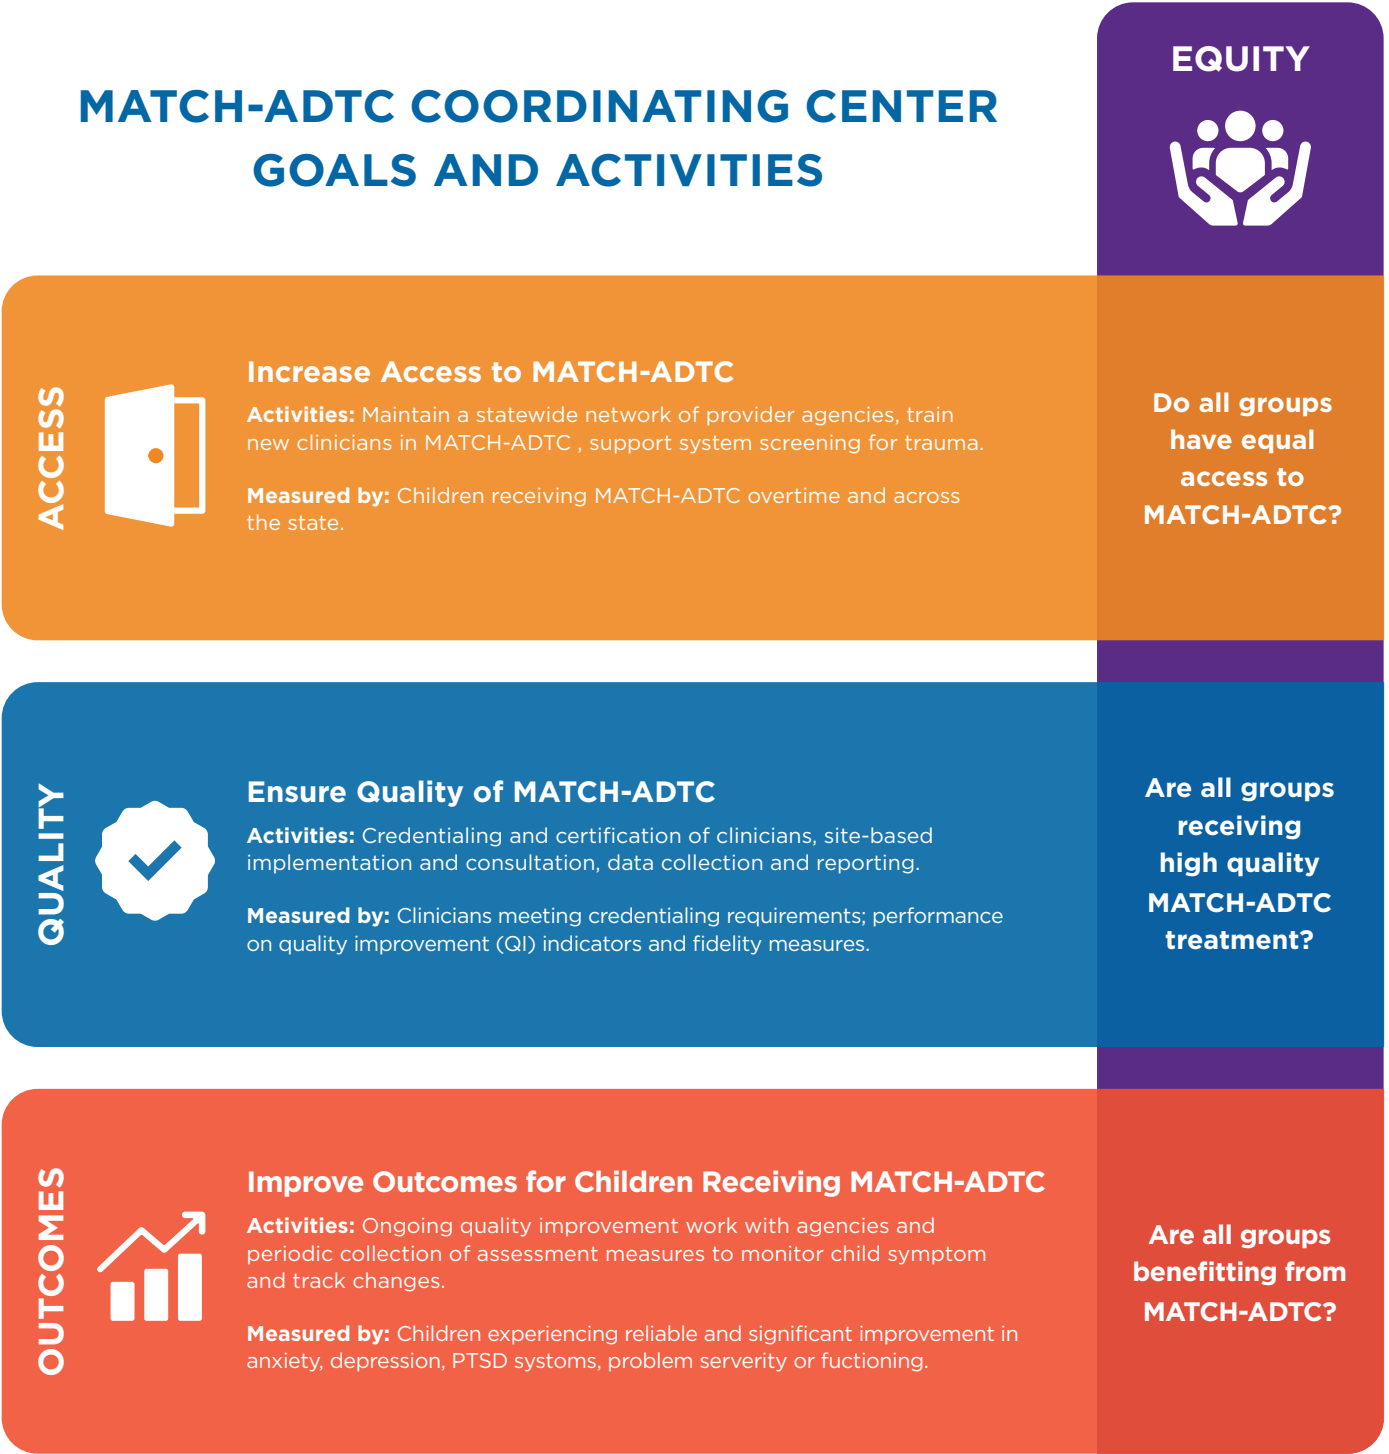 MATCH-ADTC COORDINATING CENTER
GOALS AND ACTIVITIES
EQUITY
ACCESS
Increase Access to MATCH-ADTC
Activities: Maintain a statewide network of provider agencies, train
new clinicians in MATCH-ADTC , support system screening for trauma.
Measured by: Children receiving MATCH-ADTC overtime and across
the state.
Do all groups
have equal
access to
MATCH-ADTC?
QUALITY
Ensure Quality of MATCH-ADTC
Activities: Credentialing and certification of clinicians, site-based
implementation and consultation, data collection and reporting.
Measured by: Clinicians meeting credentialing requirements; performance
on quality improvement (QI) indicators and fidelity measures.
Are all groups
receiving
high quality
MATCH-ADTC
treatment?
OUTCOMES
Improve Outcomes for Children Receiving MATCH-ADTC
Activities: Ongoing quality improvement work with agencies and
periodic collection of assessment measures to monitor child symptom
and track changes.
Measured by: Children experiencing reliable and significant improvement in
anxiety, depression, PTSD systoms, problem serverity or fuctioning.
Are all groups
benefitting from
MATCH-ADTC?